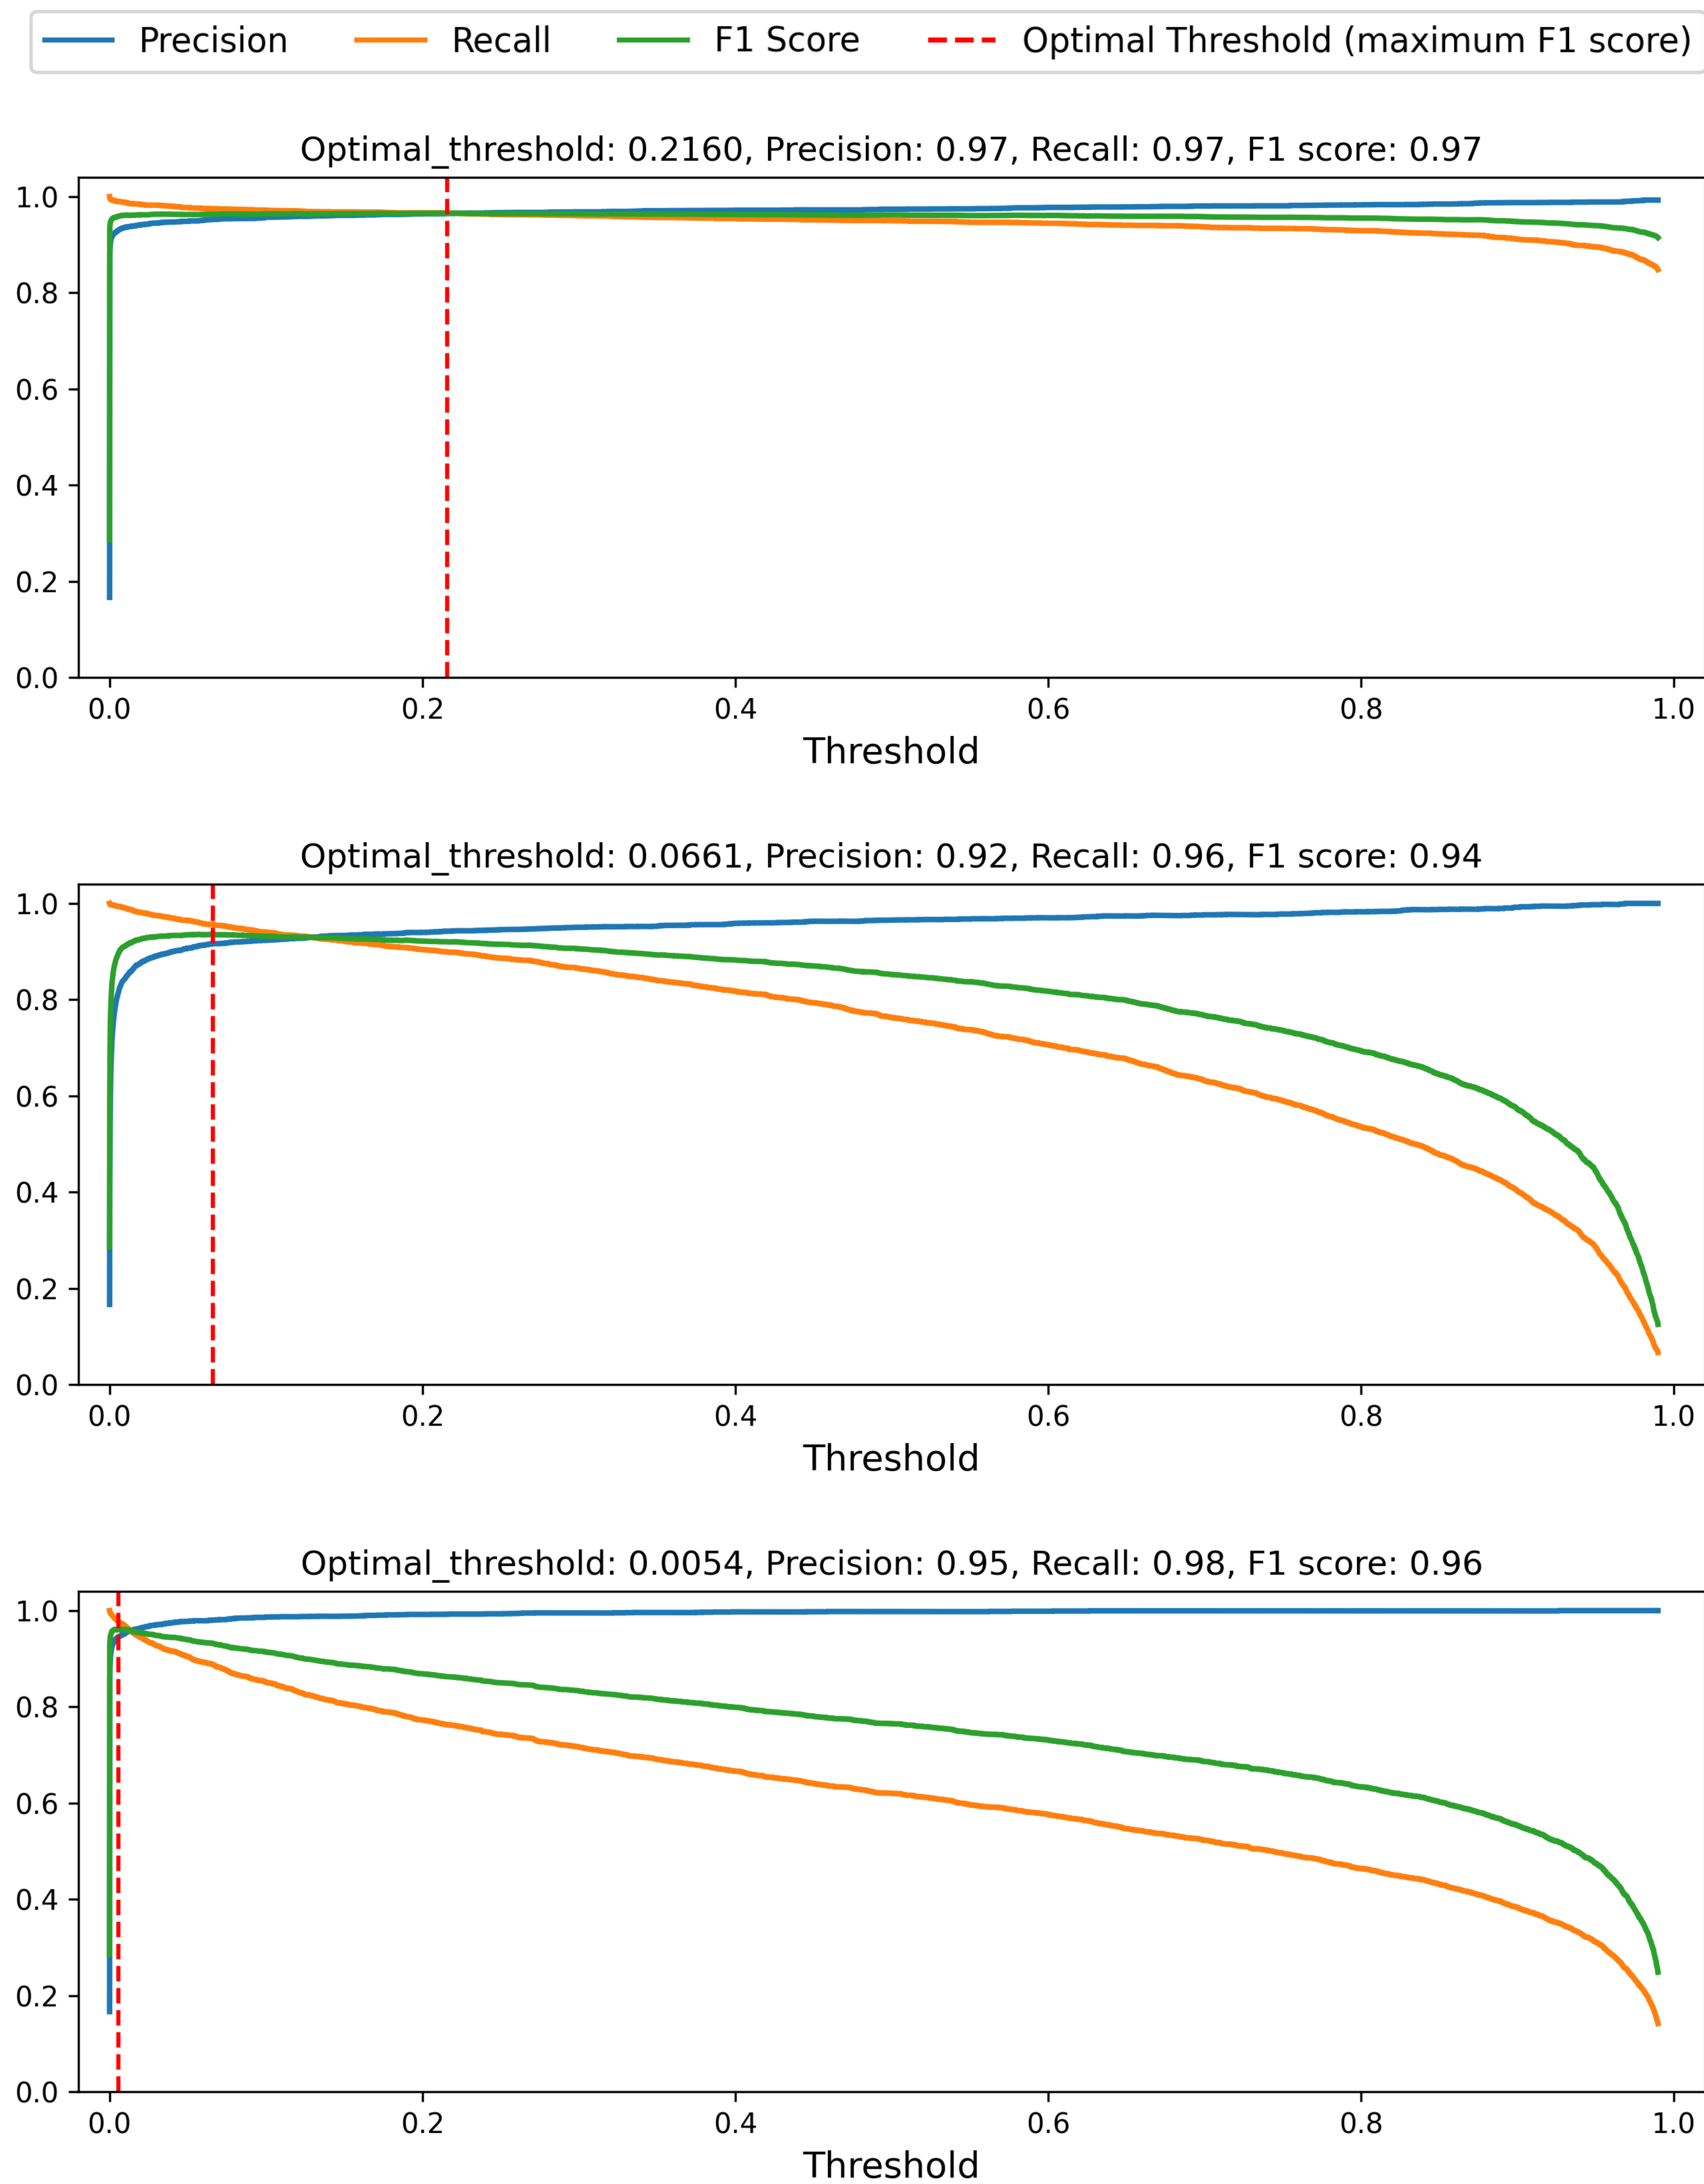 Precision Recall F1 Score Optimal Threshold (maximum F1 score)
Optimal_threshold: 0.2160, Precision: 0.97, Recall: 0.97, F1 score: 0.97
1.0
0.8
0.6
0.4
0.2
0.0
0.0 0.2 0.4 0.6 0.8 1.0
Threshold
Optimal_threshold: 0.0661, Precision: 0.92, Recall: 0.96, F1 score: 0.94
1.0
0.8
0.6
0.4
0.2
0.0
0.0 0.2 0.4 0.6 0.8 1.0
Threshold
Optimal_threshold: 0.0054, Precision: 0.95, Recall: 0.98, F1 score: 0.96
1.0
0.8
0.6
0.4
0.2
0.0
0.0 0.2 0.4 0.6 0.8 1.0
Threshold